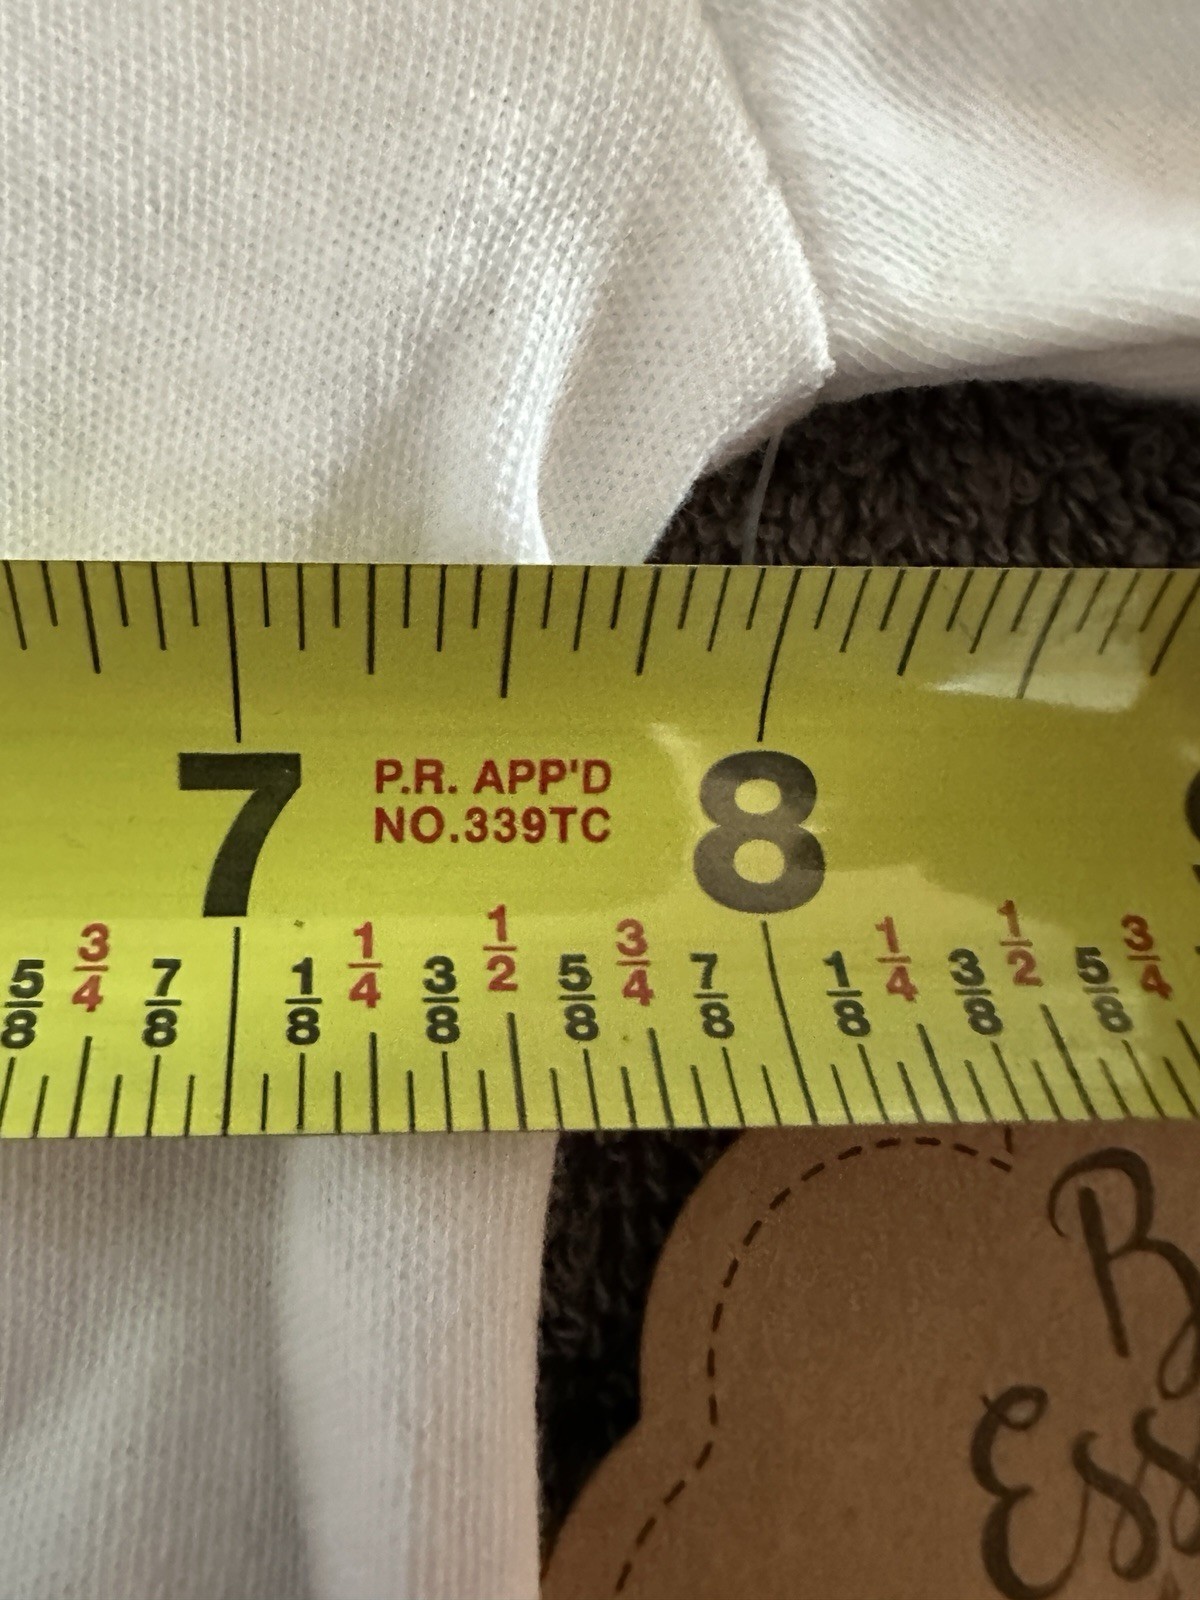 7 P.R. APP'D 8
NO.339TC
5/8 3/4 7/8 1/8 1/4 3/8 1/2 5/8 3/4 7/8 1/8 1/4 3/8 1/2 5/8 3/4
B
Ess